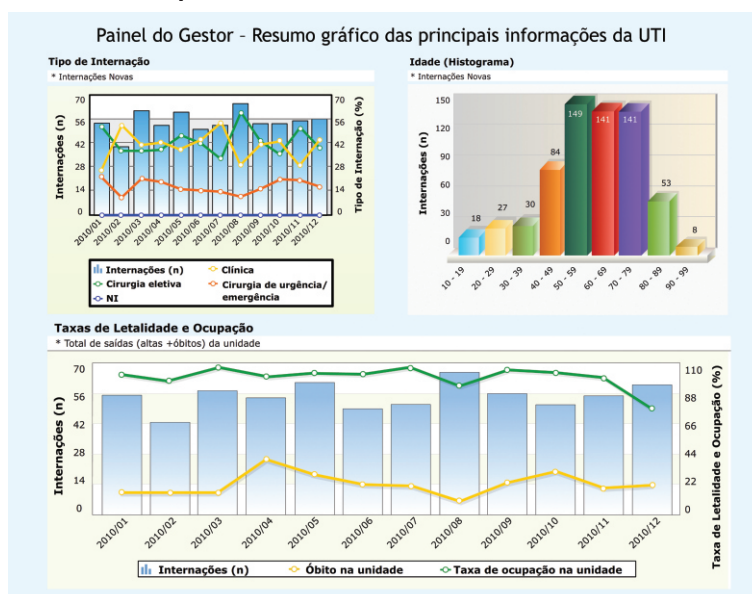 Painel do Gestor – Resumo gráfico das principais informações da UTI
Tipo de Internação
* Internações Novas
Internações (n)
70
56
42
28
14
0
70
56
42
28
14
0
Tipo de Internação (%)
2010/01
2010/02
2010/03
2010/04
2010/05
2010/06
2010/07
2010/08
2010/09
2010/10
2010/11
2010/12
Internações (n)
Clínica
Cirurgia eletiva
Cirurgia de urgência/
emergência
NI
Idade (Histograma)
* Internações Novas
Internações (n)
150
120
90
60
30
0
18
27
30
84
149
141
141
53
8
10 - 19
20 - 29
30 - 39
40 - 49
50 - 59
60 - 69
70 - 79
80 - 89
90 - 99
Taxas de Letalidade e Ocupação
* Total de saídas (altas +óbitos) da unidade
Internações (n)
70
56
42
28
14
0
110
88
66
44
22
0
Taxa de Letalidade e Ocupação (%)
2010/01
2010/02
2010/03
2010/04
2010/05
2010/06
2010/07
2010/08
2010/09
2010/10
2010/11
2010/12
Internações (n)
Óbito na unidade
Taxa de ocupação na unidade